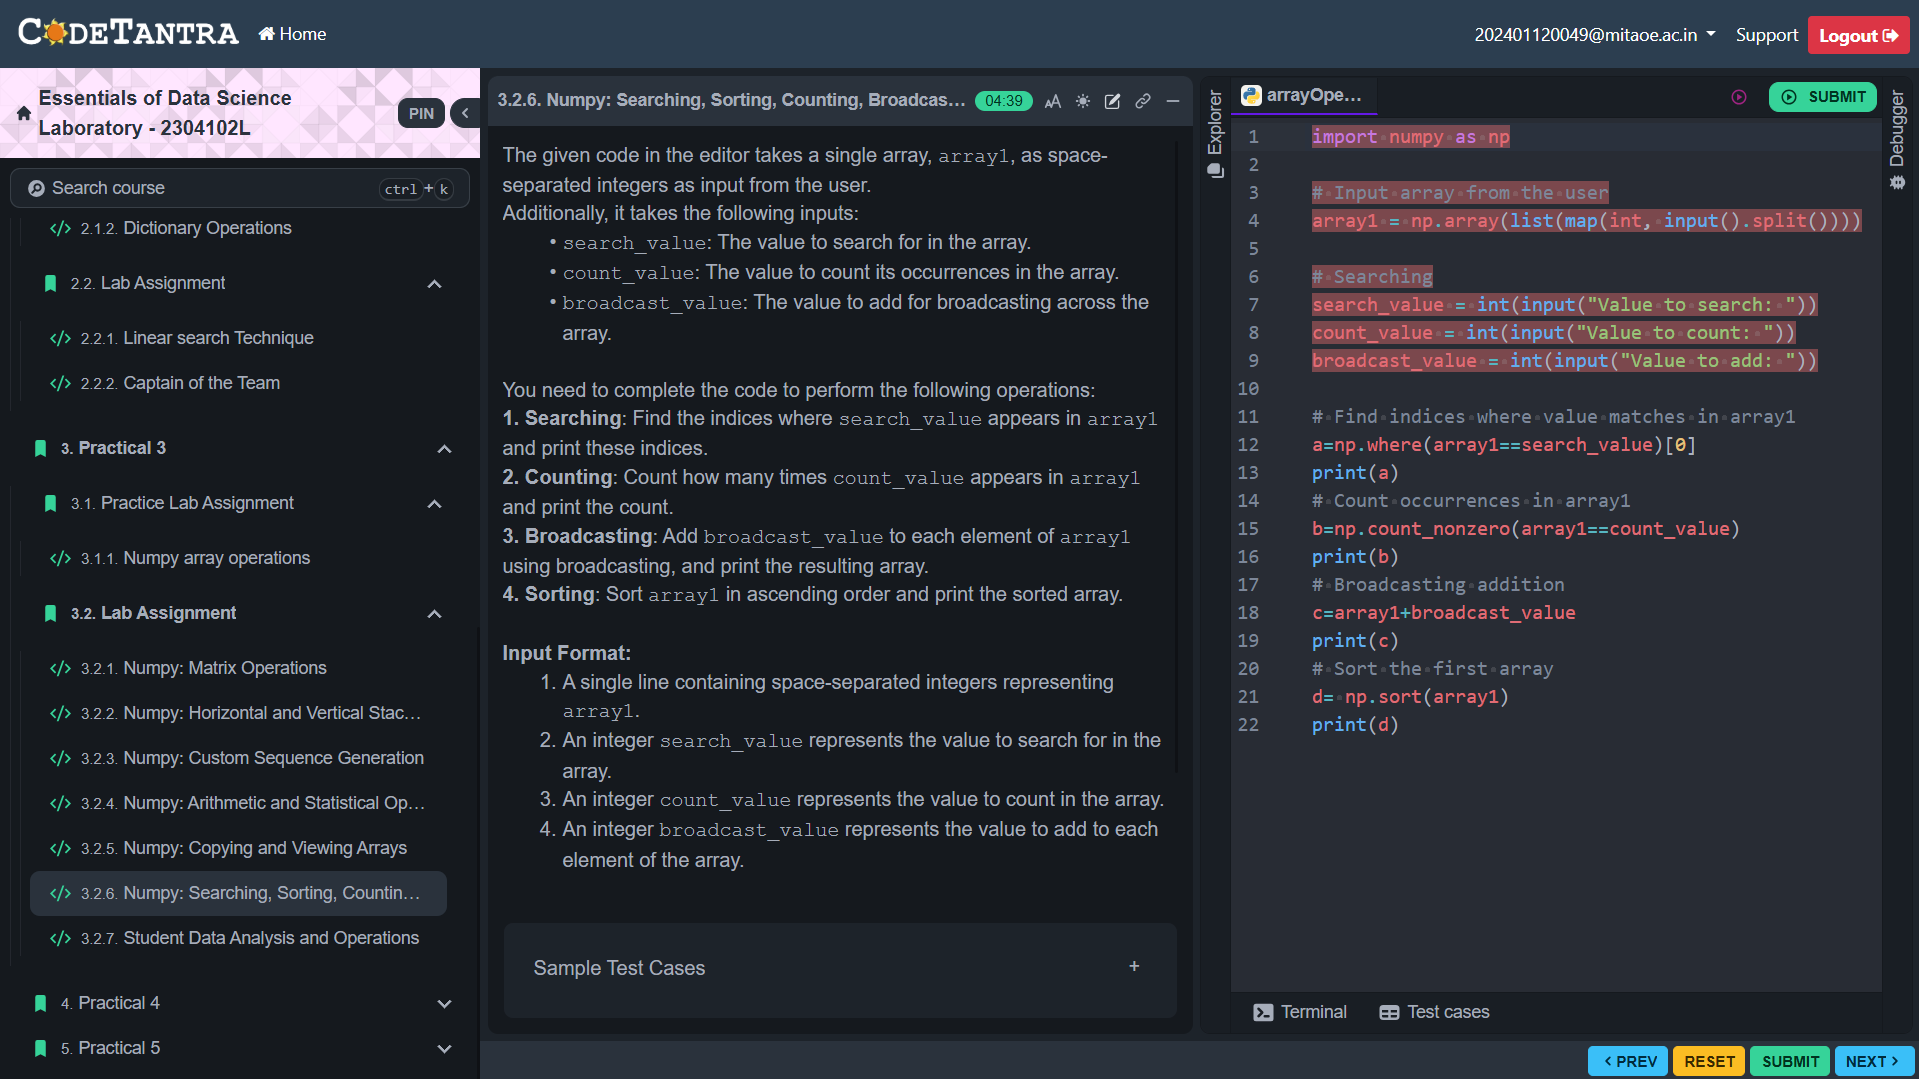 CODETANTRA
Home
202401120049@mitaoe.ac.in
Support
Logout
Essentials of Data Science
Laboratory - 2304102L
PIN
Search course
ctrl + k
2.1.2. Dictionary Operations
2.2. Lab Assignment
2.2.1. Linear search Technique
2.2.2. Captain of the Team
3. Practical 3
3.1. Practice Lab Assignment
3.1.1. Numpy array operations
3.2. Lab Assignment
3.2.1. Numpy: Matrix Operations
3.2.2. Numpy: Horizontal and Vertical Stac...
3.2.3. Numpy: Custom Sequence Generation
3.2.4. Numpy: Arithmetic and Statistical Op...
3.2.5. Numpy: Copying and Viewing Arrays
3.2.6. Numpy: Searching, Sorting, Countin...
3.2.7. Student Data Analysis and Operations
4. Practical 4
5. Practical 5
3.2.6. Numpy: Searching, Sorting, Counting, Broadcas...
04:39
The given code in the editor takes a single array, array1, as space-
separated integers as input from the user.
Additionally, it takes the following inputs:
• search_value: The value to search for in the array.
• count_value: The value to count its occurrences in the array.
• broadcast_value: The value to add for broadcasting across the
array.
You need to complete the code to perform the following operations:
1. Searching: Find the indices where search_value appears in array1
and print these indices.
2. Counting: Count how many times count_value appears in array1
and print the count.
3. Broadcasting: Add broadcast_value to each element of array1
using broadcasting, and print the resulting array.
4. Sorting: Sort array1 in ascending order and print the sorted array.
Input Format:
1. A single line containing space-separated integers representing
array1.
2. An integer search_value represents the value to search for in the
array.
3. An integer count_value represents the value to count in the array.
4. An integer broadcast_value represents the value to add to each
element of the array.
Sample Test Cases
+
Explorer
arrayOpe...
SUBMIT
Debugger
1 import numpy as np
2
3 # Input array from the user
4 array1 = np.array(list(map(int, input().split())))
5
6 # Searching
7 search_value = int(input("Value to search: "))
8 count_value = int(input("Value to count: "))
9 broadcast_value = int(input("Value to add: "))
10
11 # Find indices where value matches in array1
12 a=np.where(array1==search_value)[0]
13 print(a)
14 # Count occurrences in array1
15 b=np.count_nonzero(array1==count_value)
16 print(b)
17 # Broadcasting addition
18 c=array1+broadcast_value
19 print(c)
20 # Sort the first array
21 d= np.sort(array1)
22 print(d)
Terminal
Test cases
< PREV
RESET
SUBMIT
NEXT >